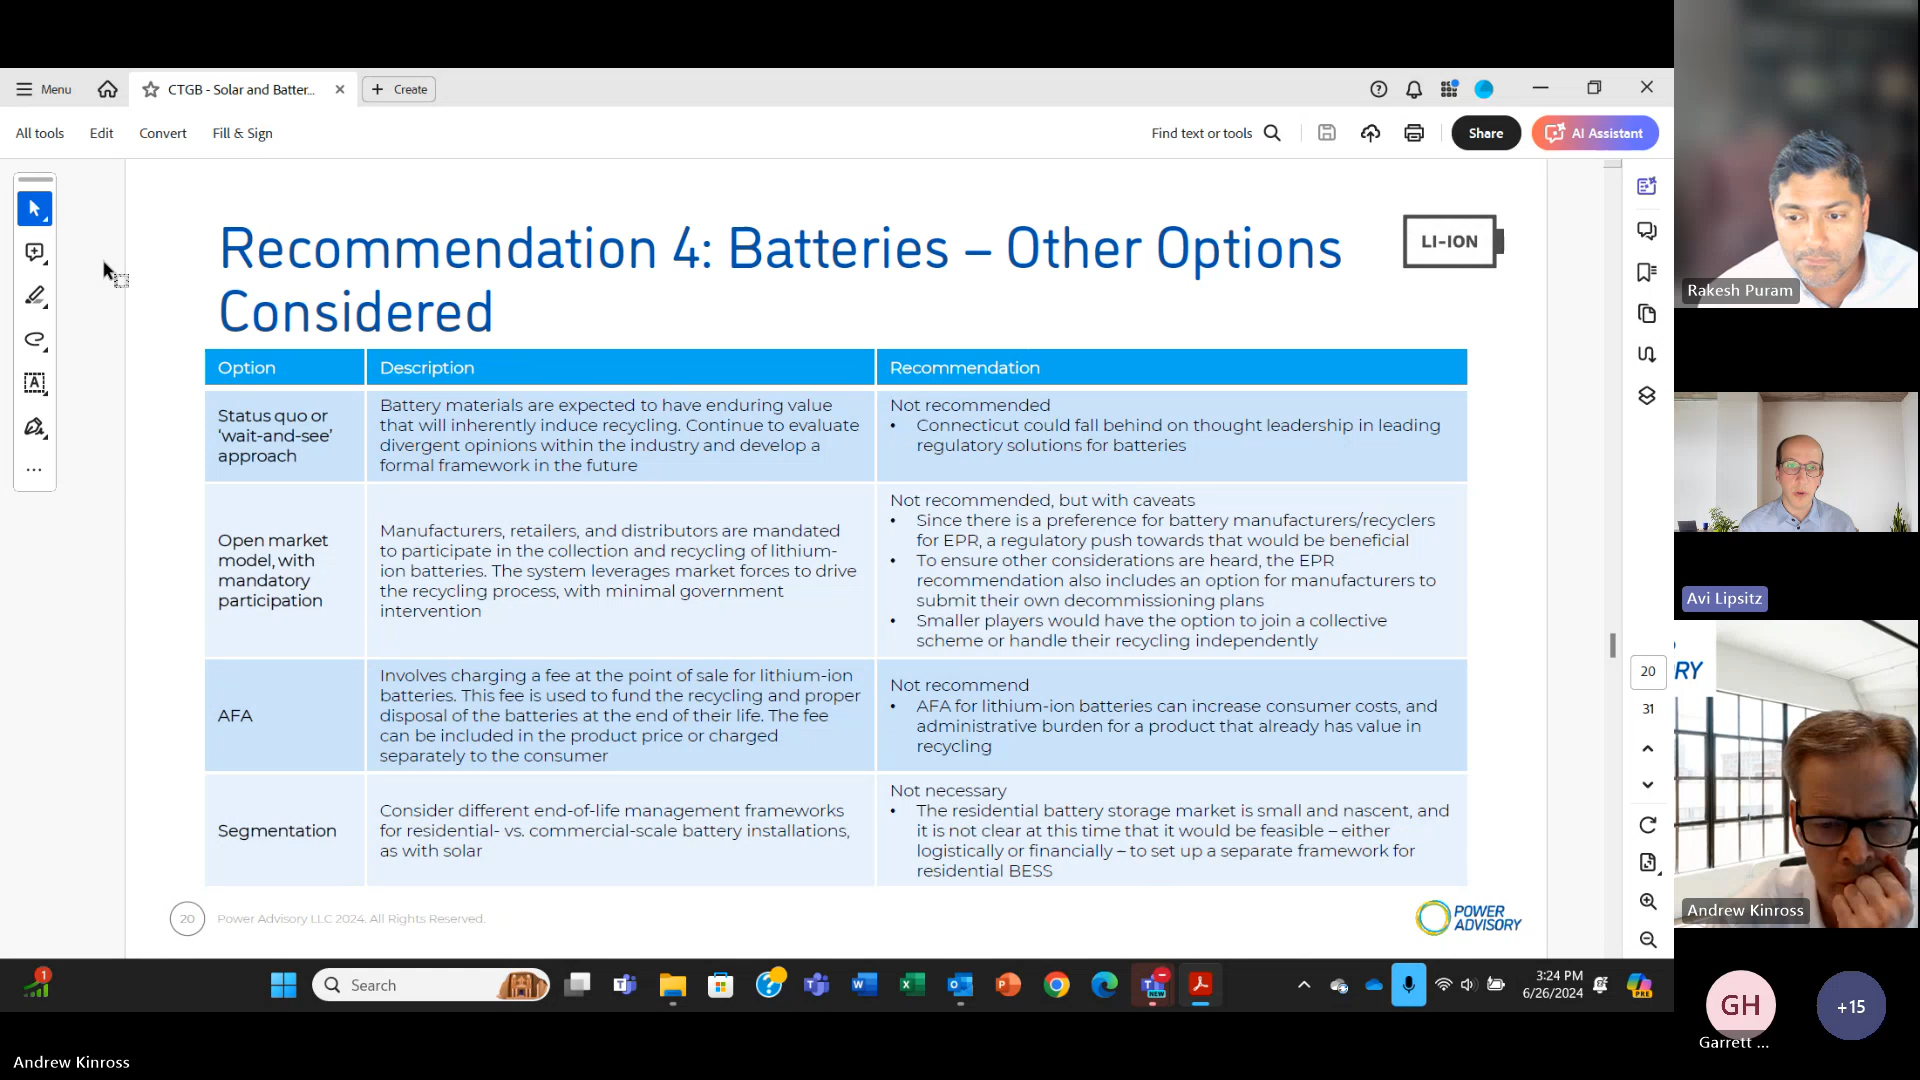 Menu
CTGB - Solar and Batter...
Create
All tools
Edit
Convert
Fill & Sign
Find text or tools
Share
AI Assistant
Recommendation 4: Batteries – Other Options
Considered
LI-ION
Option
Description
Recommendation
Status quo or
'wait-and-see'
approach
Battery materials are expected to have enduring value
that will inherently induce recycling. Continue to evaluate
divergent opinions within the industry and develop a
formal framework in the future
Not recommended
• Connecticut could fall behind on thought leadership in leading
regulatory solutions for batteries
Open market
model, with
mandatory
participation
Manufacturers, retailers, and distributors are mandated
to participate in the collection and recycling of lithium-
ion batteries. The system leverages market forces to drive
the recycling process, with minimal government
intervention
Not recommended, but with caveats
• Since there is a preference for battery manufacturers/recyclers
for EPR, a regulatory push towards that would be beneficial
• To ensure other considerations are heard, the EPR
recommendation also includes an option for manufacturers to
submit their own decommissioning plans
• Smaller players would have the option to join a collective
scheme or handle their recycling independently
AFA
Involves charging a fee at the point of sale for lithium-ion
batteries. This fee is used to fund the recycling and proper
disposal of the batteries at the end of their life. The fee
can be included in the product price or charged
separately to the consumer
Not recommend
• AFA for lithium-ion batteries can increase consumer costs, and
administrative burden for a product that already has value in
recycling
Segmentation
Consider different end-of-life management frameworks
for residential- vs. commercial-scale battery installations,
as with solar
Not necessary
• The residential battery storage market is small and nascent, and
it is not clear at this time that it would be feasible – either
logistically or financially – to set up a separate framework for
residential BESS
20
Power Advisory LLC 2024. All Rights Reserved.
POWER
ADVISORY
20
31
Rakesh Puram
Avi Lipsitz
RY
Andrew Kinross
GH
Garrett ...
+15
1
Search
NEW
3:24 PM
6/26/2024
PRE
Andrew Kinross